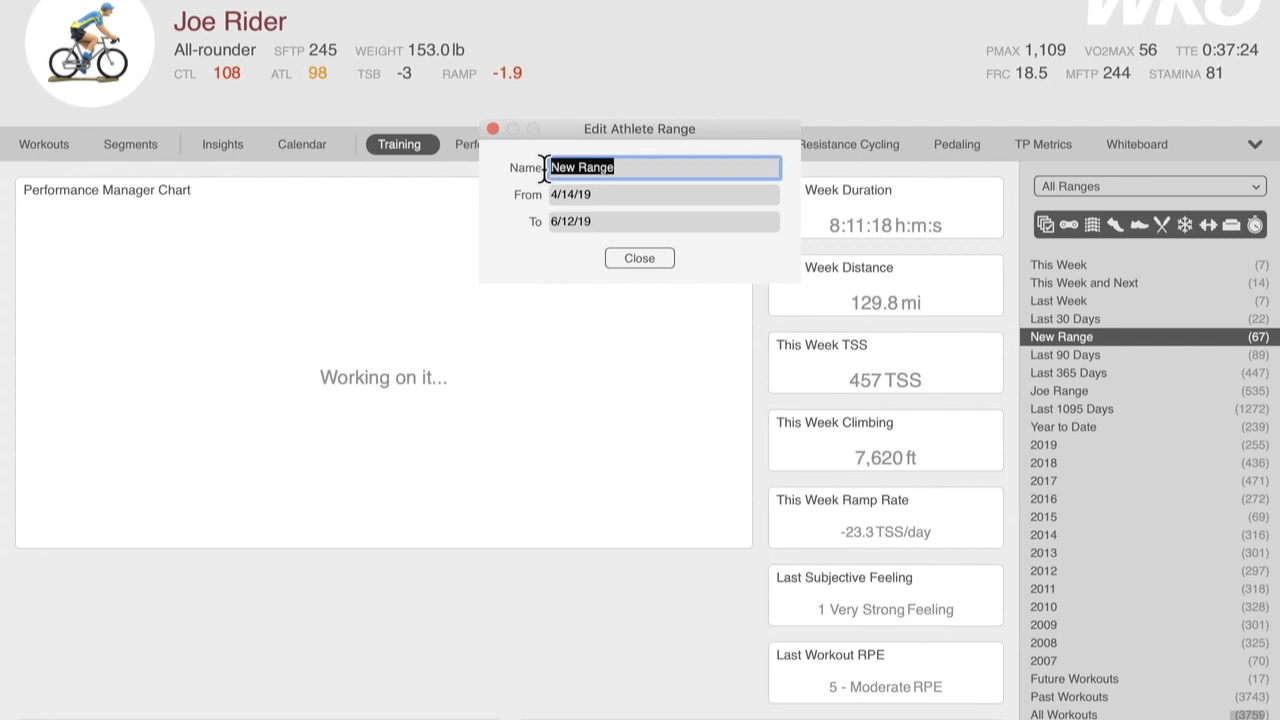 WKO
Joe Rider
All-rounder SFTP 245 WEIGHT 153.0 lb
CTL 108 ATL 98 TSB -3 RAMP -1.9
PMAX 1,109 VO2MAX 56 TTE 0:37:24
FRC 18.5 MFTP 244 STAMINA 81
Workouts Segments Insights Calendar Training Resistance Cycling Pedaling TP Metrics Whiteboard
Edit Athlete Range
Name New Range
From 4/14/19
To 6/12/19
Close
Performance Manager Chart
Working on it...
Week Duration
8:11:18 h:m:s
Week Distance
129.8 mi
This Week TSS
457 TSS
This Week Climbing
7,620 ft
This Week Ramp Rate
-23.3 TSS/day
Last Subjective Feeling
1 Very Strong Feeling
Last Workout RPE
5 - Moderate RPE
All Ranges
This Week (7)
This Week and Next (14)
Last Week (7)
Last 30 Days (22)
New Range (67)
Last 90 Days (89)
Last 365 Days (447)
Joe Range (535)
Last 1095 Days (1272)
Year to Date (239)
2019 (255)
2018 (436)
2017 (471)
2016 (272)
2015 (69)
2014 (316)
2013 (301)
2012 (297)
2011 (318)
2010 (328)
2009 (301)
2008 (325)
2007 (70)
Future Workouts (17)
Past Workouts (3743)
All Workouts (3759)